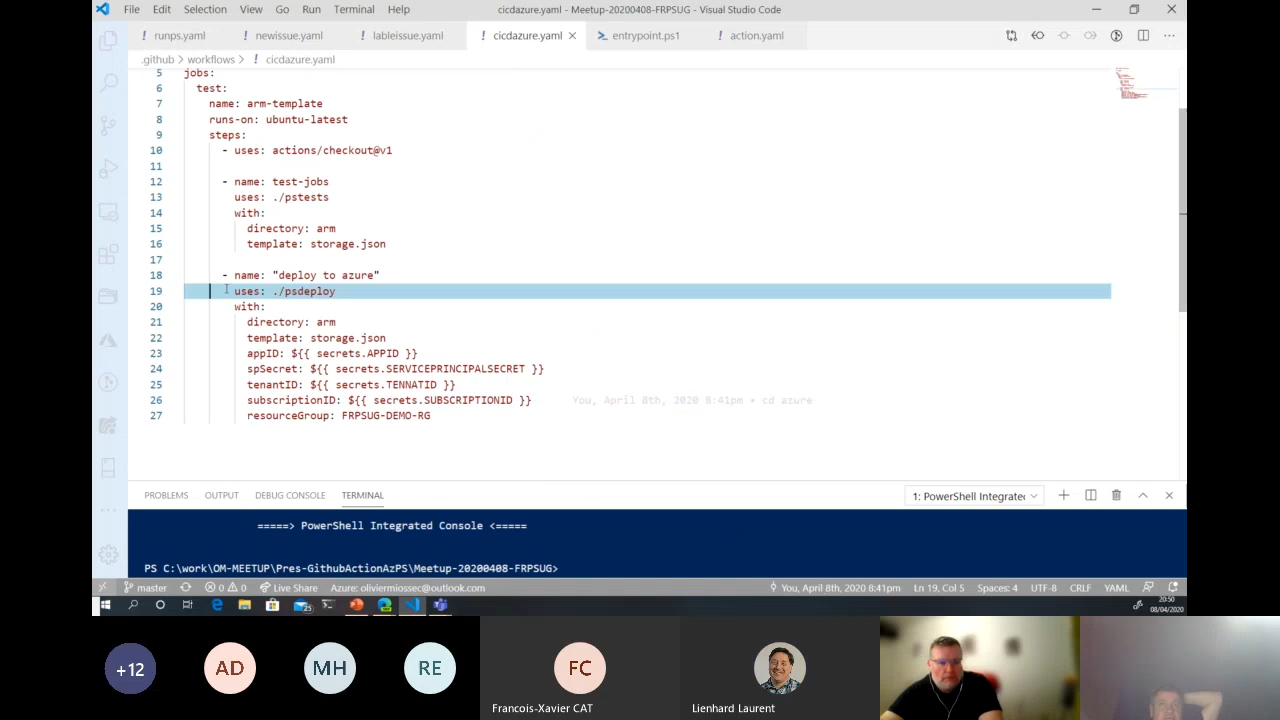 File Edit Selection View Go Run Terminal Help cicdazure.yaml - Meetup-20200408-FRPSUG - Visual Studio Code
! runps.yaml ! newissue.yaml ! lableissue.yaml ! cicdazure.yaml entrypoint.ps1 ! action.yaml
.github > workflows > ! cicdazure.yaml
5 jobs:
6 test:
7 name: arm-template
8 runs-on: ubuntu-latest
9 steps:
10 - uses: actions/checkout@v1
11
12 - name: test-jobs
13 uses: ./pstests
14 with:
15 directory: arm
16 template: storage.json
17
18 - name: "deploy to azure"
19 uses: ./psdeploy
20 with:
21 directory: arm
22 template: storage.json
23 appID: ${{ secrets.APPID }}
24 spSecret: ${{ secrets.SERVICEPRINCIPALSECRET }}
25 tenantID: ${{ secrets.TENNATID }}
26 subscriptionID: ${{ secrets.SUBSCRIPTIONID }} You, April 8th, 2020 8:41pm • cd azure
27 resourceGroup: FRPSUG-DEMO-RG
PROBLEMS OUTPUT DEBUG CONSOLE TERMINAL 1: PowerShell Integrate
=====> PowerShell Integrated Console <=====
PS C:\work\OM-MEETUP\Pres-GithubActionAzPS\Meetup-20200408-FRPSUG>
master 0 0 Live Share Azure: oliviermiossec@outlook.com You, April 8th, 2020 8:41pm Ln 19, Col 5 Spaces: 4 UTF-8 CRLF YAML
20:50
08/04/2020
+12 AD MH RE FC
Francois-Xavier CAT Lienhard Laurent